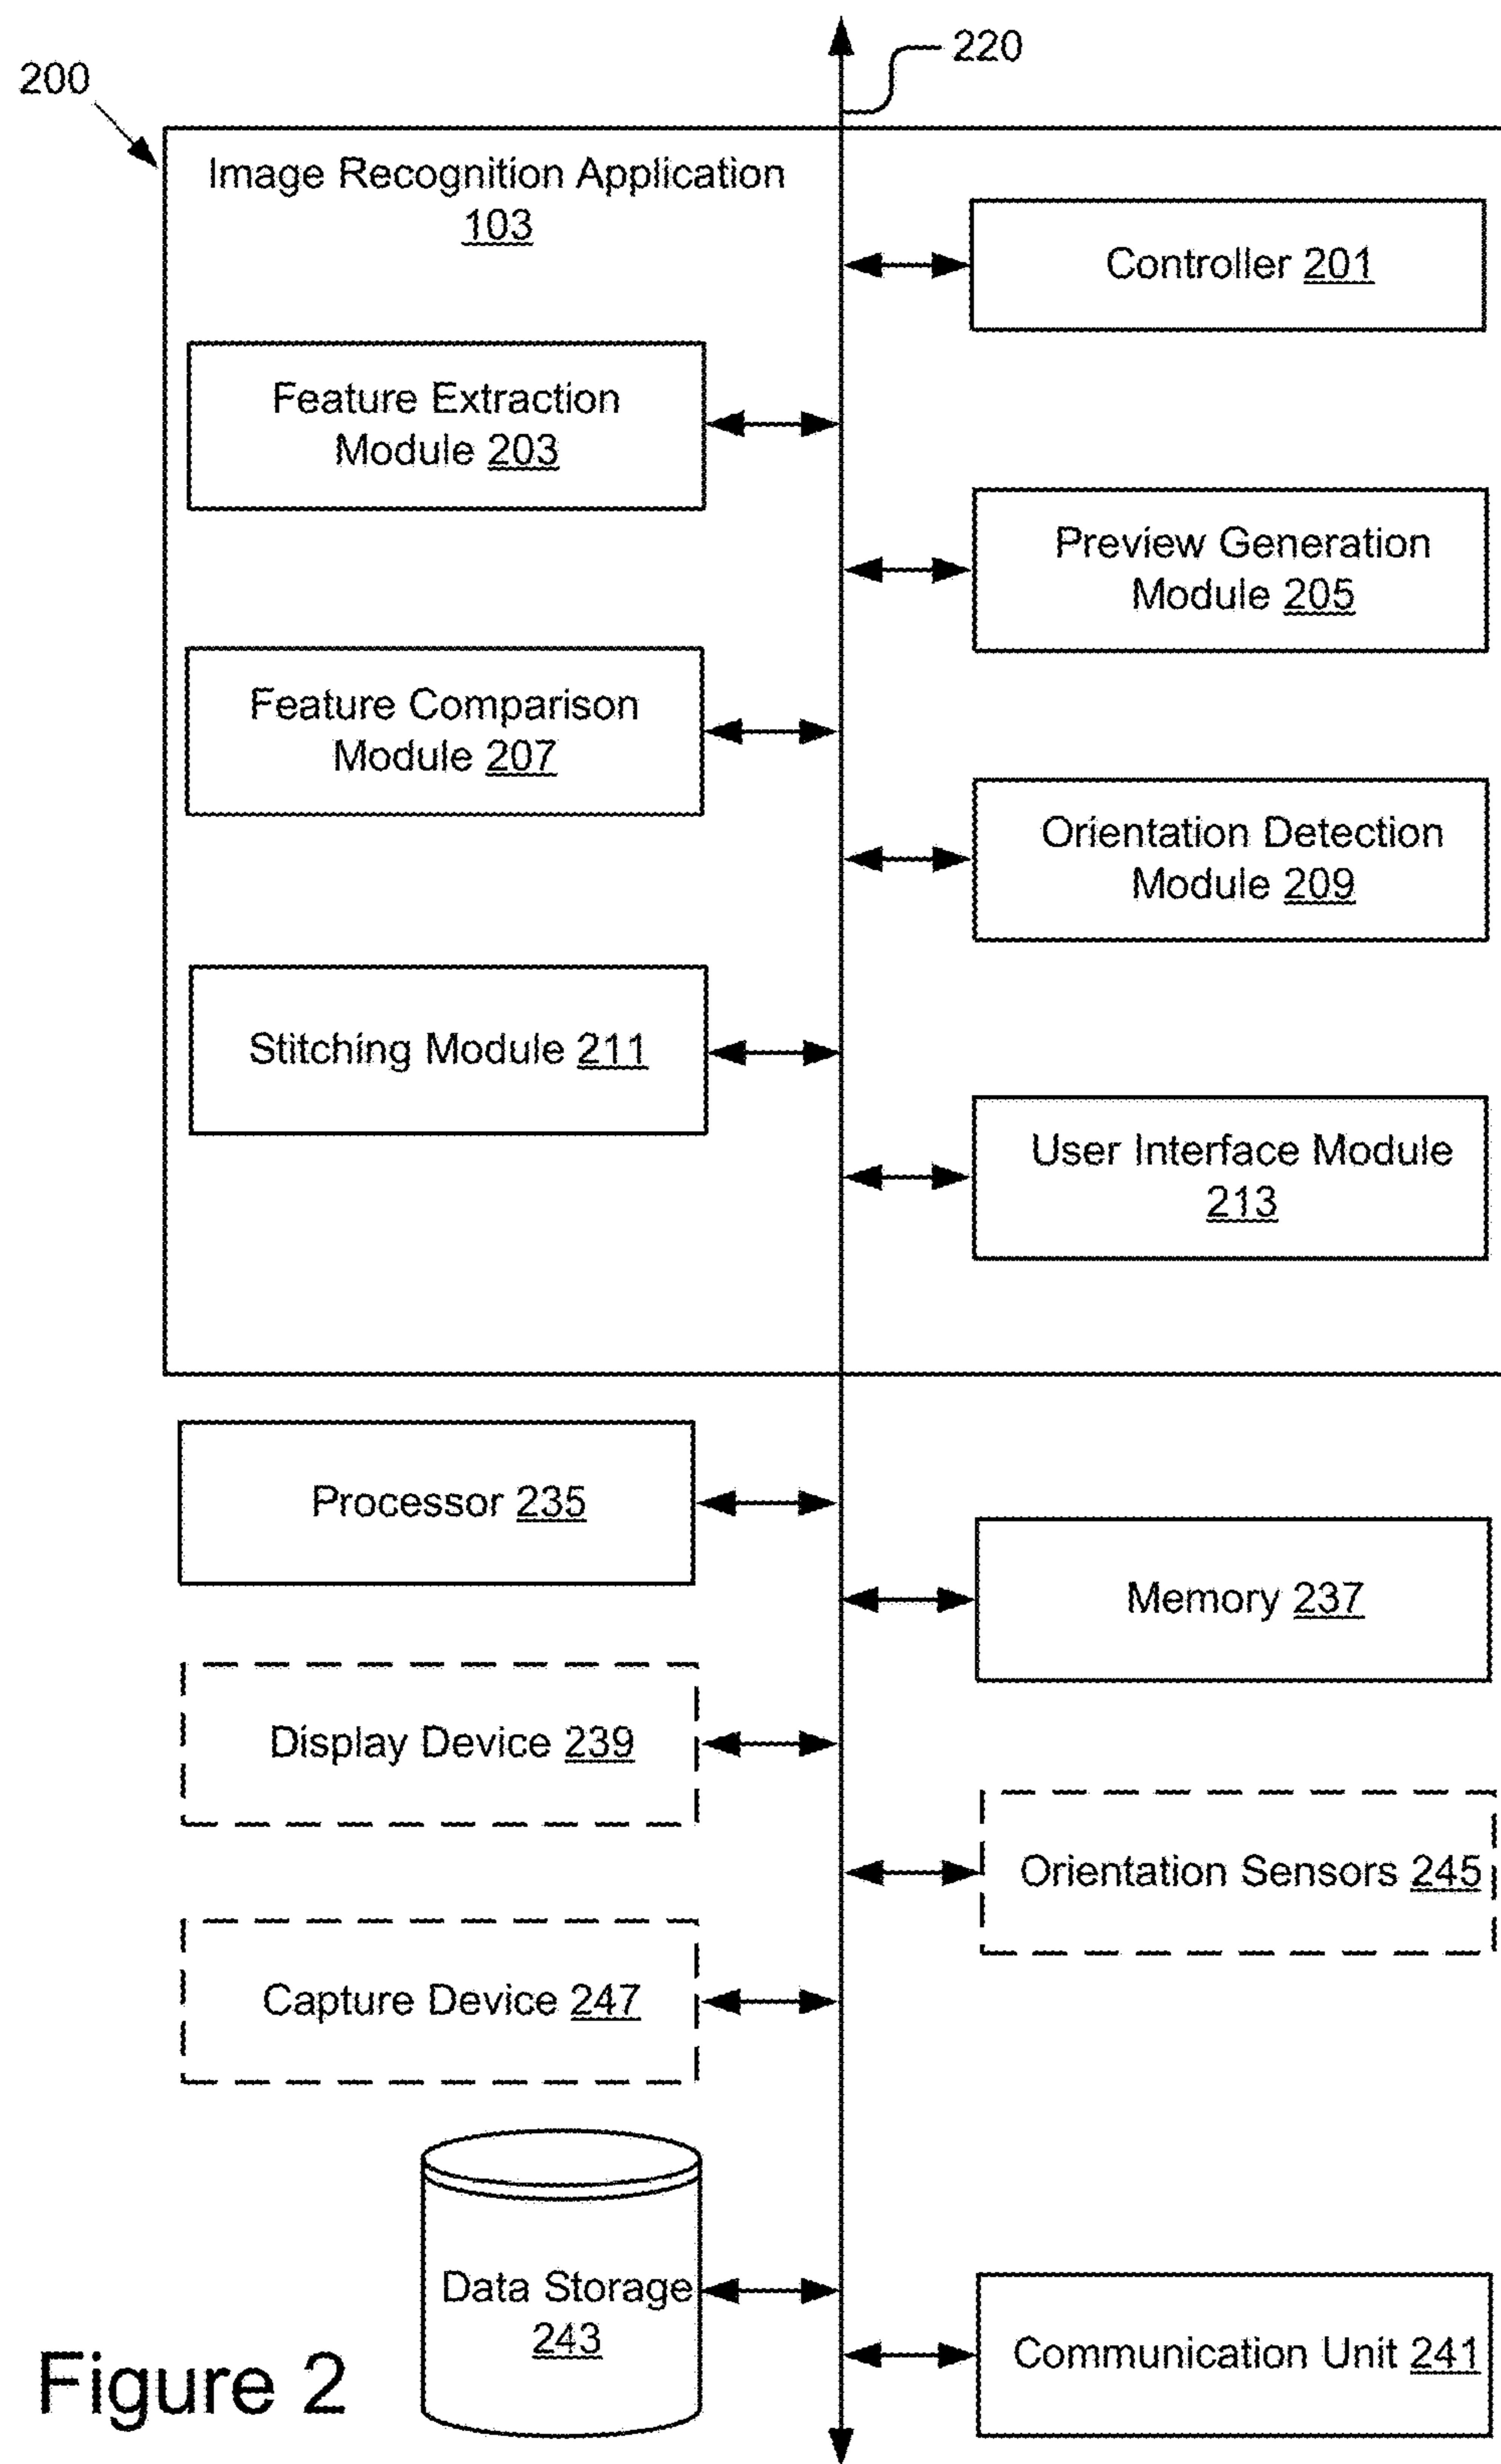 220
200
Image Recognition Application
103
Controller 201
Feature Extraction
Module 203
Preview Generation
Module 205
Feature Comparison
Module 207
Orientation Detection
Module 209
Stitching Module 211
User Interface Module
213
Processor 235
Memory 237
Display Device 239
Orientation Sensors 245
Capture Device 247
Data Storage
243
Communication Unit 241
Figure 2